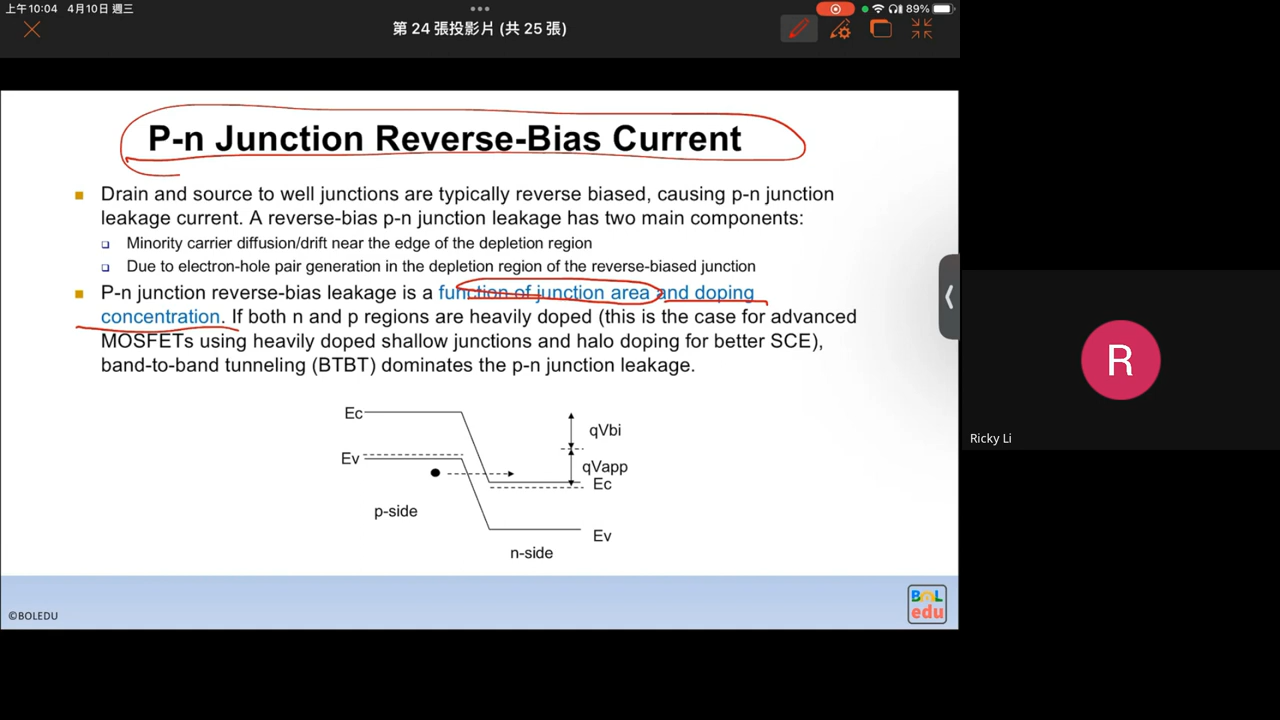 上午10:04 4月10日 週三
89%
第 24 張投影片 (共 25 張)
P-n Junction Reverse-Bias Current
Drain and source to well junctions are typically reverse biased, causing p-n junction
leakage current. A reverse-bias p-n junction leakage has two main components:
Minority carrier diffusion/drift near the edge of the depletion region
Due to electron-hole pair generation in the depletion region of the reverse-biased junction
P-n junction reverse-bias leakage is a function of junction area and doping
concentration. If both n and p regions are heavily doped (this is the case for advanced
MOSFETs using heavily doped shallow junctions and halo doping for better SCE),
band-to-band tunneling (BTBT) dominates the p-n junction leakage.
Ec
qVbi
Ev
qVapp
Ec
p-side
Ev
n-side
©BOLEDU
BOL
edu
R
Ricky Li